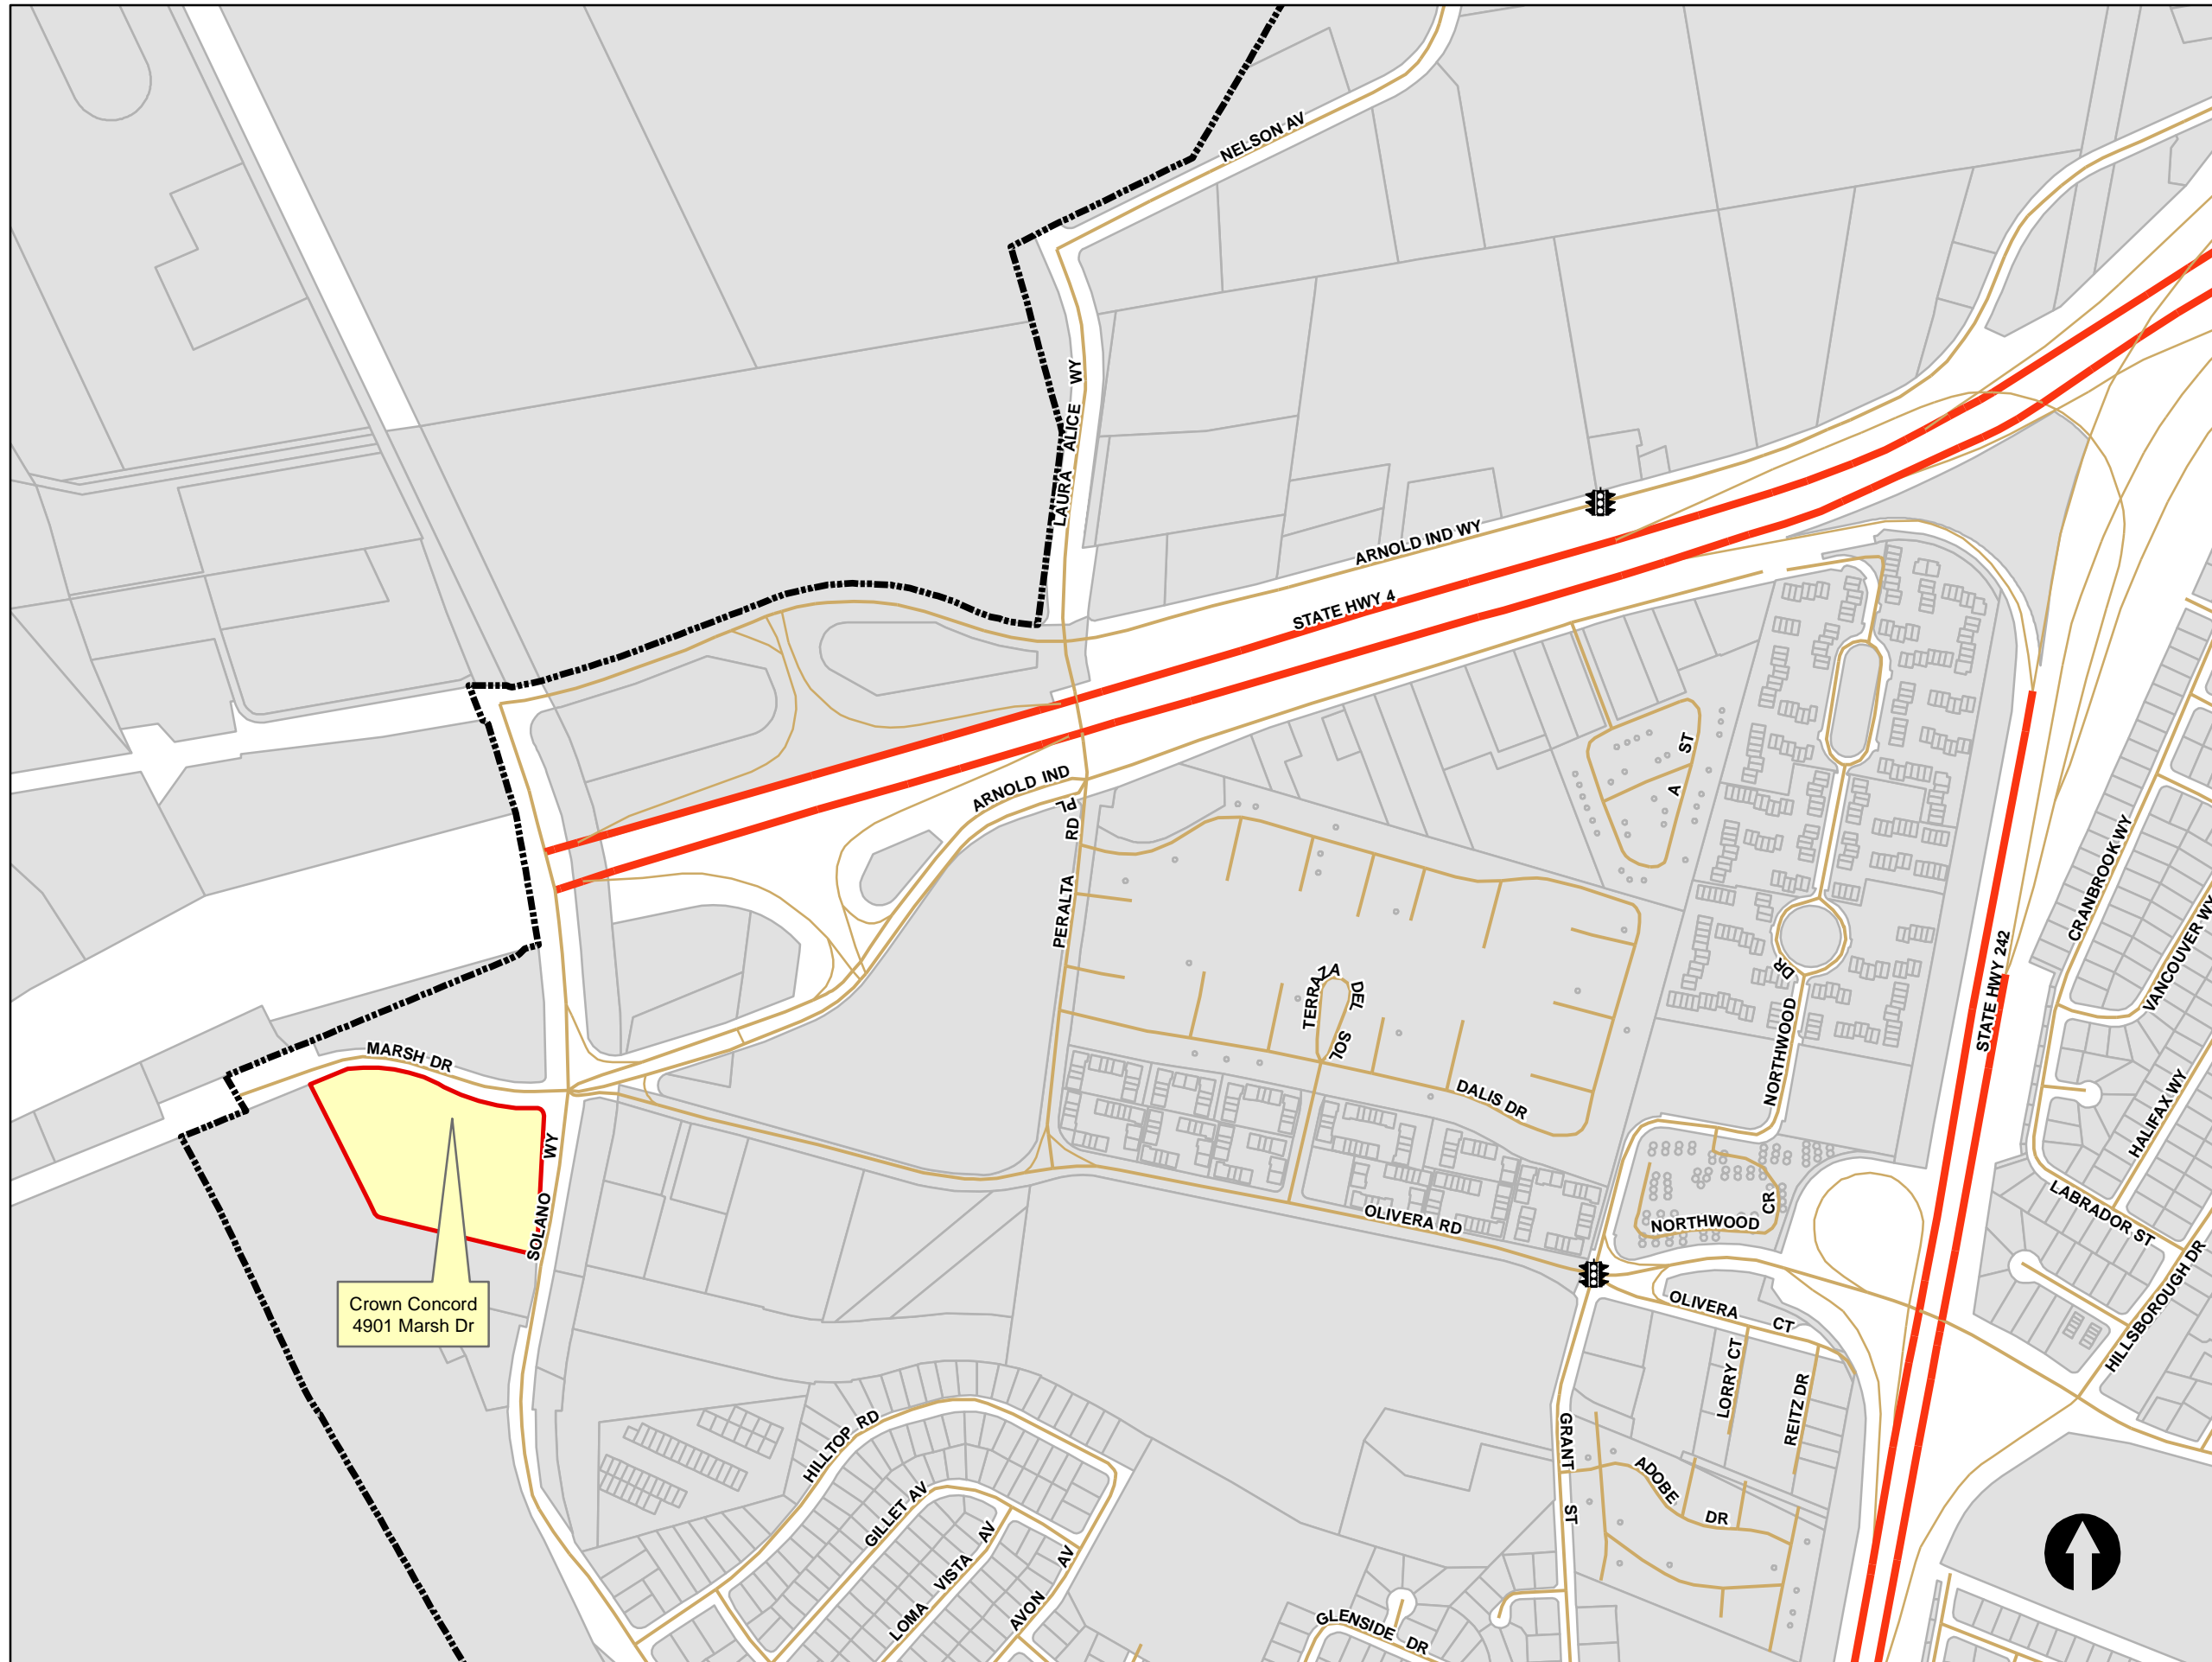 NELSON AV
LAURA ALICE WY
ARNOLD IND WY
STATE HWY 4
ARNOLD IND
PL
PERALTA RD
A ST
CRANBROOK WY
VANCOUVER WY
STATE HWY 242
TERRAZA DEL SOL
NORTHWOOD DR
MARSH DR
DALIS DR
HALIFAX WY
SOLANO WY
OLIVERA RD
NORTHWOOD CR
LABRADOR ST
HILLSBOROUGH DR
Crown Concord
4901 Marsh Dr
OLIVERA CT
LORRY CT
REITZ DR
HILLTOP RD
GRANT ST
GILLET AV
ADOBE DR
LOMA VISTA AV
AVON AV
GLENSIDE DR